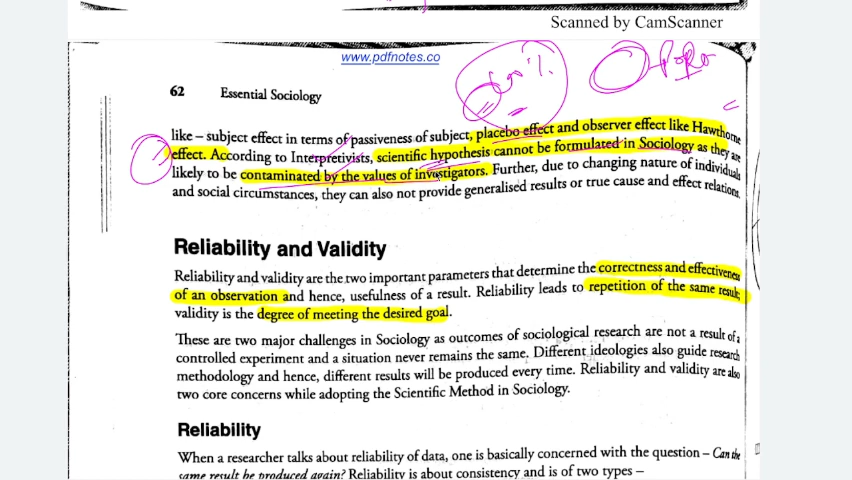 Scanned by CamScanner
www.pdfnotes.co
62 Essential Sociology
like – subject effect in terms of passiveness of subject, placebo effect and observer effect like Hawthorne
effect. According to Interpretivists, scientific hypothesis cannot be formulated in Sociology as they are
likely to be contaminated by the values of investigators. Further, due to changing nature of individuals
and social circumstances, they can also not provide generalised results or true cause and effect relations.
Reliability and Validity
Reliability and validity are the two important parameters that determine the correctness and effectiveness
of an observation and hence, usefulness of a result. Reliability leads to repetition of the same result;
validity is the degree of meeting the desired goal.
These are two major challenges in Sociology as outcomes of sociological research are not a result of a
controlled experiment and a situation never remains the same. Different ideologies also guide research
methodology and hence, different results will be produced every time. Reliability and validity are also
two core concerns while adopting the Scientific Method in Sociology.
Reliability
When a researcher talks about reliability of data, one is basically concerned with the question – Can the
same result be produced again? Reliability is about consistency and is of two types –